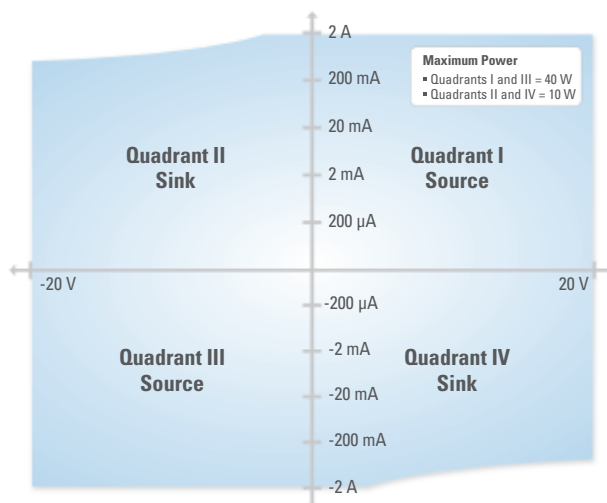 2 A
Maximum Power
▪ Quadrants I and III = 40 W
▪ Quadrants II and IV = 10 W
200 mA
20 mA
Quadrant II
Sink
Quadrant I
Source
2 mA
200 µA
-20 V
20 V
-200 µA
-2 mA
Quadrant III
Source
Quadrant IV
Sink
-20 mA
-200 mA
-2 A